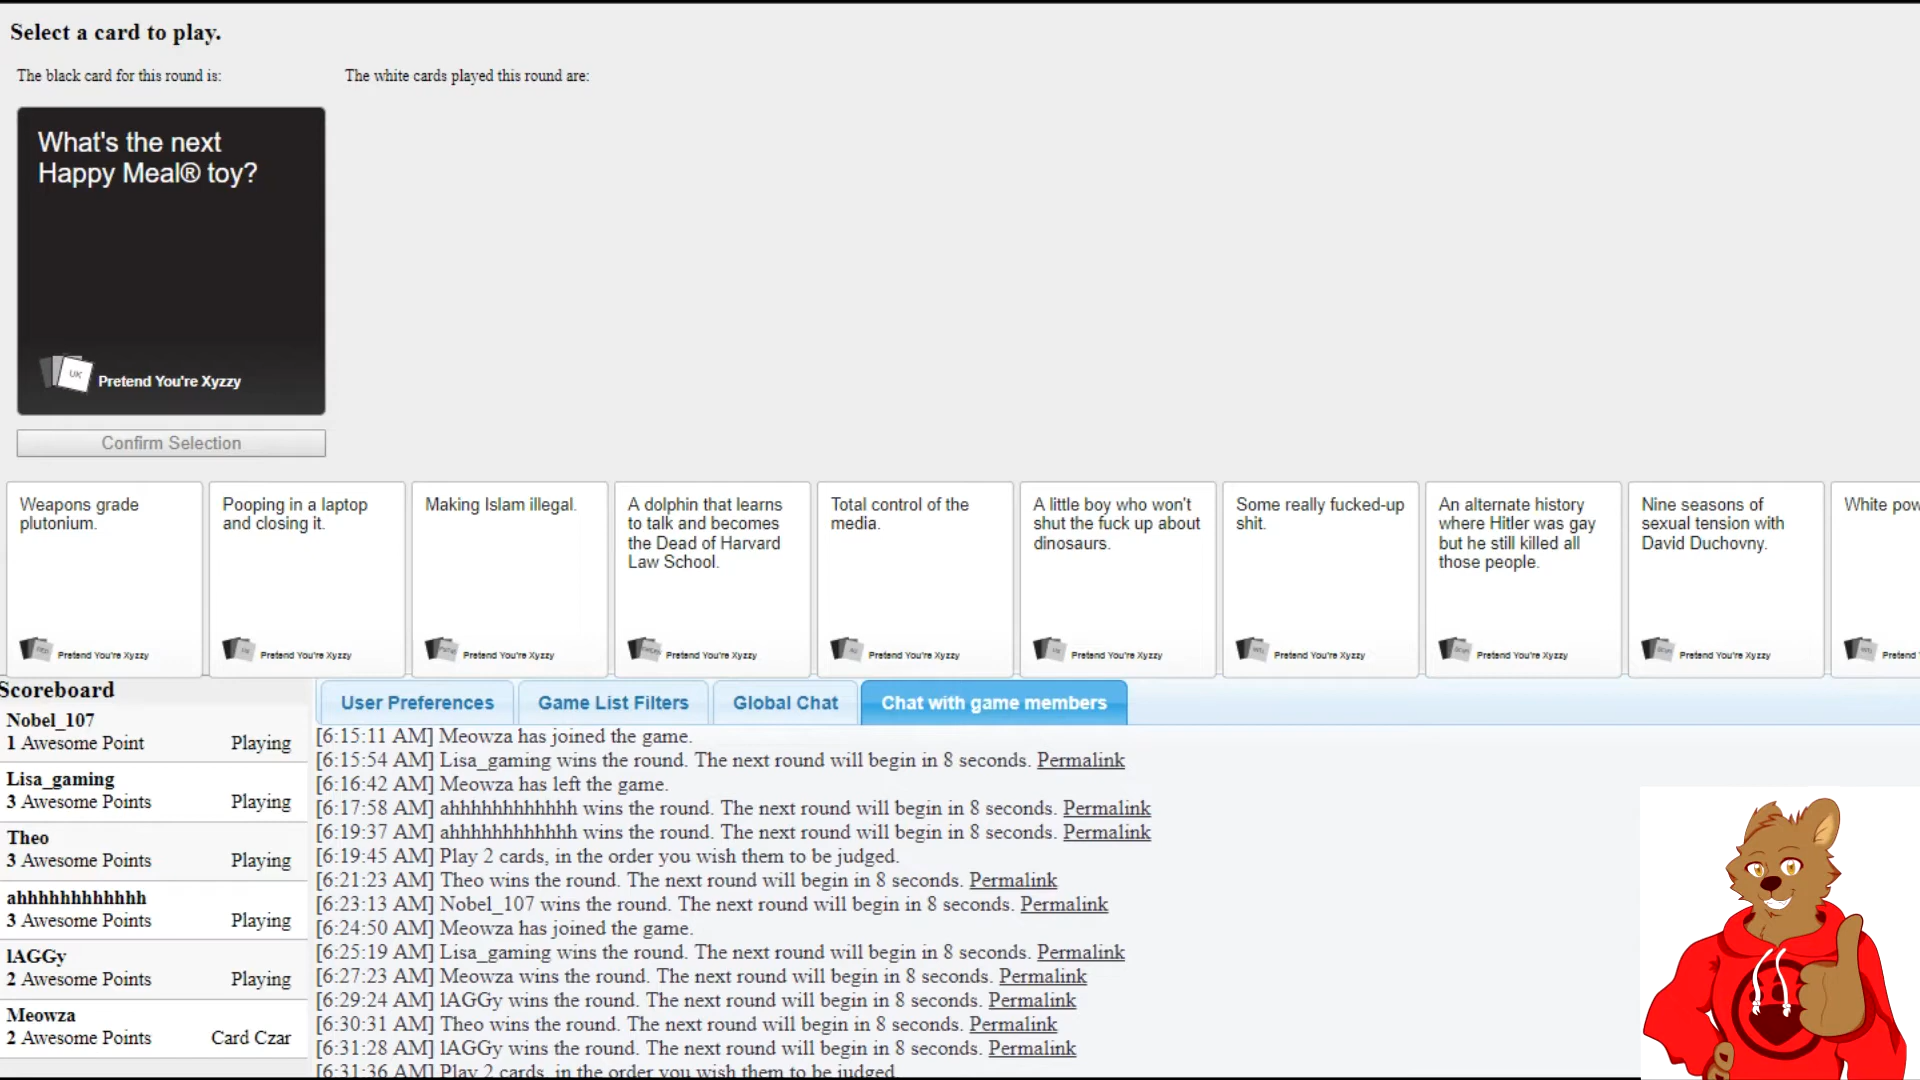 Select a card to play.
The black card for this round is:
The white cards played this round are:
What's the next
Happy Meal® toy?
UK
Pretend You're Xyzzy
Confirm Selection
Weapons grade
plutonium.
Pretend You're Xyzzy
Pooping in a laptop
and closing it.
Pretend You're Xyzzy
Making Islam illegal.
Pretend You're Xyzzy
A dolphin that learns
to talk and becomes
the Dead of Harvard
Law School.
Pretend You're Xyzzy
Total control of the
media.
Pretend You're Xyzzy
A little boy who won't
shut the fuck up about
dinosaurs.
Pretend You're Xyzzy
Some really fucked-up
shit.
Pretend You're Xyzzy
An alternate history
where Hitler was gay
but he still killed all
those people.
Pretend You're Xyzzy
Nine seasons of
sexual tension with
David Duchovny.
Pretend You're Xyzzy
White pow
Pretend
Scoreboard
Nobel_107
1 Awesome Point Playing
Lisa_gaming
3 Awesome Points Playing
Theo
3 Awesome Points Playing
ahhhhhhhhhhhh
3 Awesome Points Playing
lAGGy
2 Awesome Points Playing
Meowza
2 Awesome Points Card Czar
User Preferences
Game List Filters
Global Chat
Chat with game members
[6:15:11 AM] Meowza has joined the game.
[6:15:54 AM] Lisa_gaming wins the round. The next round will begin in 8 seconds. Permalink
[6:16:42 AM] Meowza has left the game.
[6:17:58 AM] ahhhhhhhhhhhh wins the round. The next round will begin in 8 seconds. Permalink
[6:19:37 AM] ahhhhhhhhhhhh wins the round. The next round will begin in 8 seconds. Permalink
[6:19:45 AM] Play 2 cards, in the order you wish them to be judged.
[6:21:23 AM] Theo wins the round. The next round will begin in 8 seconds. Permalink
[6:23:13 AM] Nobel_107 wins the round. The next round will begin in 8 seconds. Permalink
[6:24:50 AM] Meowza has joined the game.
[6:25:19 AM] Lisa_gaming wins the round. The next round will begin in 8 seconds. Permalink
[6:27:23 AM] Meowza wins the round. The next round will begin in 8 seconds. Permalink
[6:29:24 AM] lAGGy wins the round. The next round will begin in 8 seconds. Permalink
[6:30:31 AM] Theo wins the round. The next round will begin in 8 seconds. Permalink
[6:31:28 AM] lAGGy wins the round. The next round will begin in 8 seconds. Permalink
[6:31:36 AM] Play 2 cards, in the order you wish them to be judged.